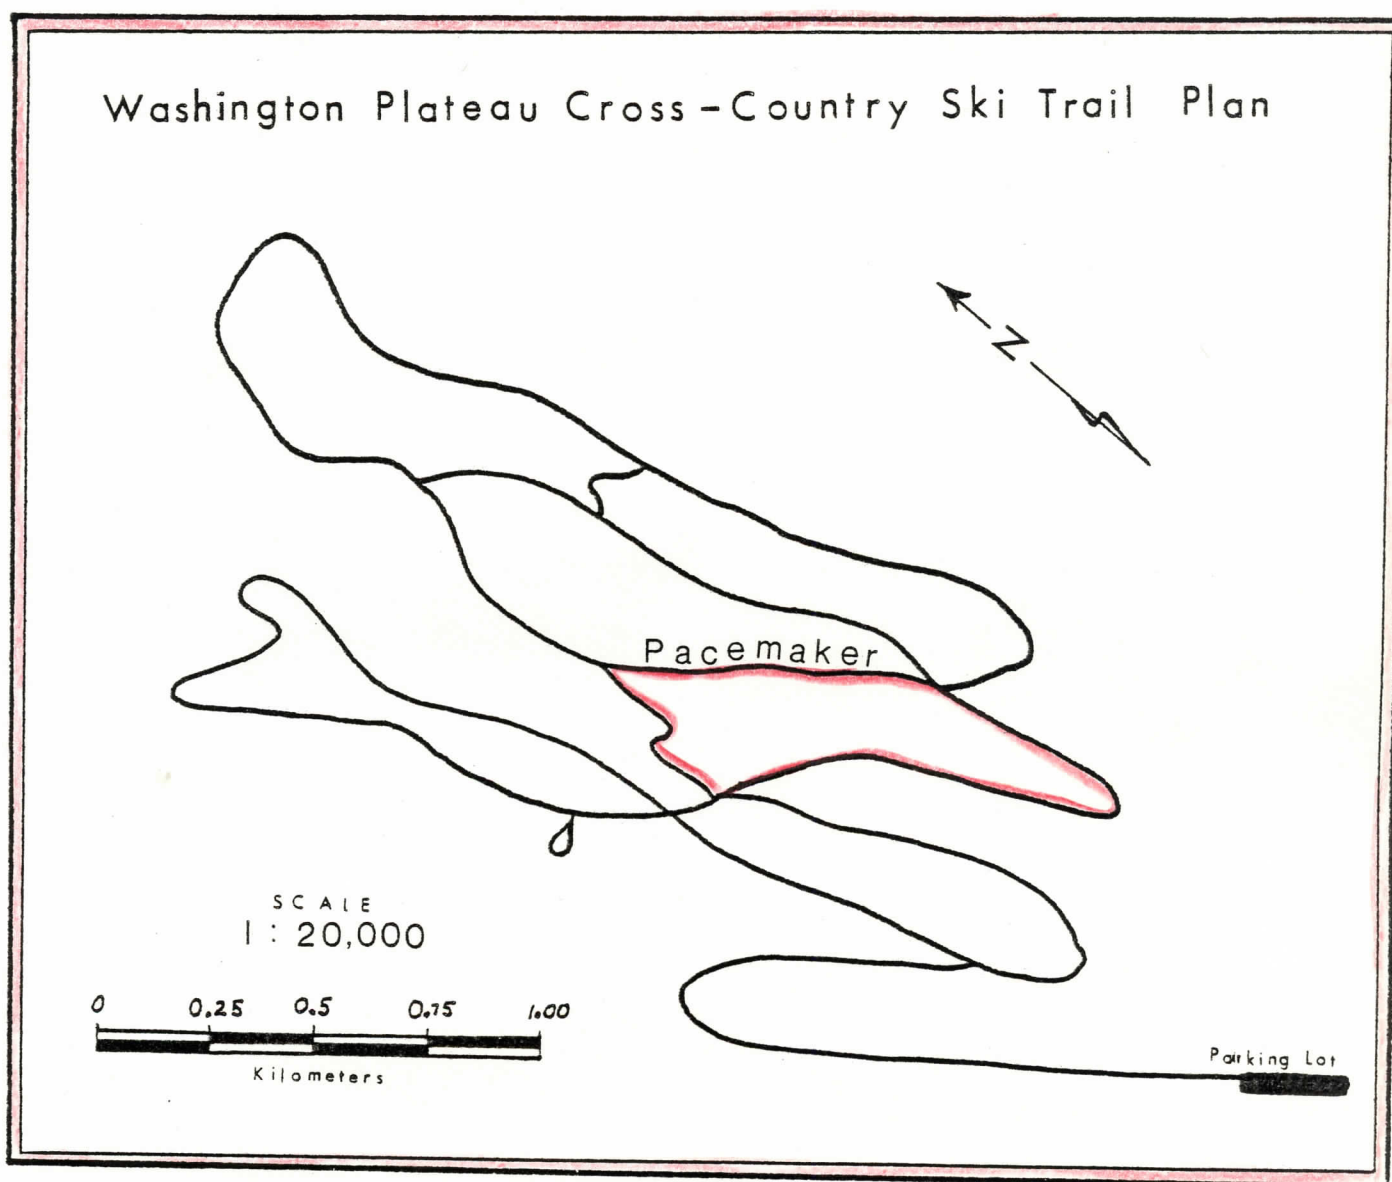 Washington Plateau Cross-Country Ski Trail Plan
N
Pacemaker
SCALE
1 : 20,000
0 0.25 0.5 0.75 1.00
Kilometers
Parking Lot